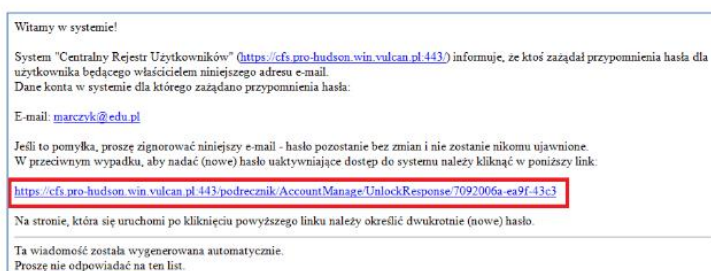 Witamy w systemie!
System "Centralny Rejestr Użytkowników" (https://cfs.pro-hudson.win.vulcan.pl:443/) informuje, że ktoś zażądał przypomnienia hasła dla
użytkownika będącego właścicielem niniejszego adresu e-mail.
Dane konta w systemie dla którego zażądano przypomnienia hasła:
E-mail: marczyk@edu.pl
Jeśli to pomyłka, proszę zignorować niniejszy e-mail - hasło pozostanie bez zmian i nie zostanie nikomu ujawnione.
W przeciwnym wypadku, aby nadać (nowe) hasło uaktywniające dostęp do systemu należy kliknąć w poniższy link:
https://cfs.pro-hudson.win.vulcan.pl:443/podrecznik/AccountManage/UnlockResponse/7092006a-ea9f-43c3
Na stronie, która się uruchomi po kliknięciu powyższego linku należy określić dwukrotnie (nowe) hasło.
Ta wiadomość została wygenerowana automatycznie.
Proszę nie odpowiadać na ten list.